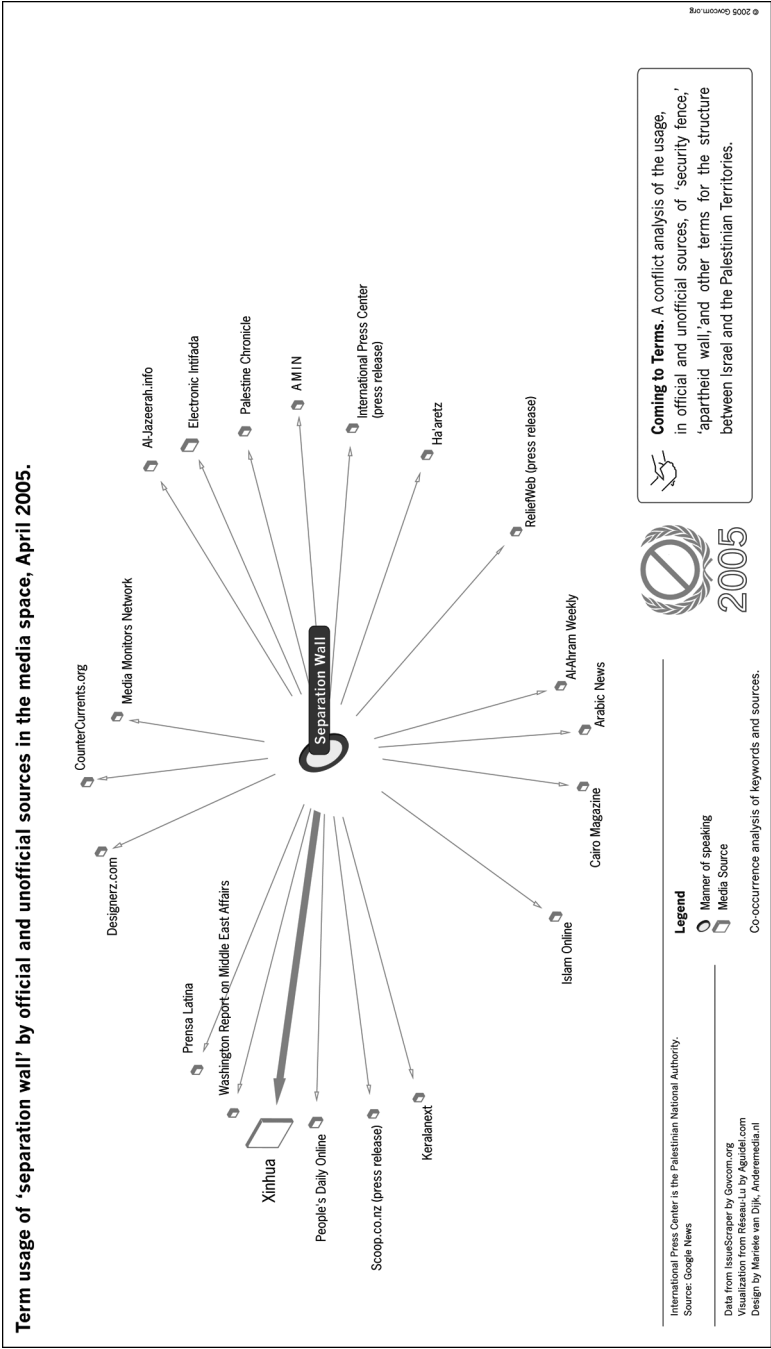 Term usage of ‘separation wall’ by official and unofficial sources in the media space, April 2005.
CounterCurrents.org
Designerz.com
Media Monitors Network
Al-Jazeerah.info
Electronic Intifada
Palestine Chronicle
AMIN
International Press Center
(press release)
Ha'aretz
ReliefWeb (press release)
Separation Wall
Prensa Latina
Washington Report on Middle East Affairs
Xinhua
People's Daily Online
Scoop.co.nz (press release)
Keralanext
Islam Online
Cairo Magazine
Arabic News
Al-Ahram Weekly
International Press Center is the Palestinian National Authority.
Source: Google News
Data from IssueScraper by Govcom.org
Visualization from Réseau-Lu by Aguidel.com
Design by Marieke van Dijk, Anderemedia.nl
Legend
Manner of speaking
Media Source
Co-occurrence analysis of keywords and sources.
2005
Coming to Terms. A conflict analysis of the usage,
in official and unofficial sources, of ‘security fence,’
‘apartheid wall,’and other terms for the structure
between Israel and the Palestinian Territories.
© 2005 Govcom.org